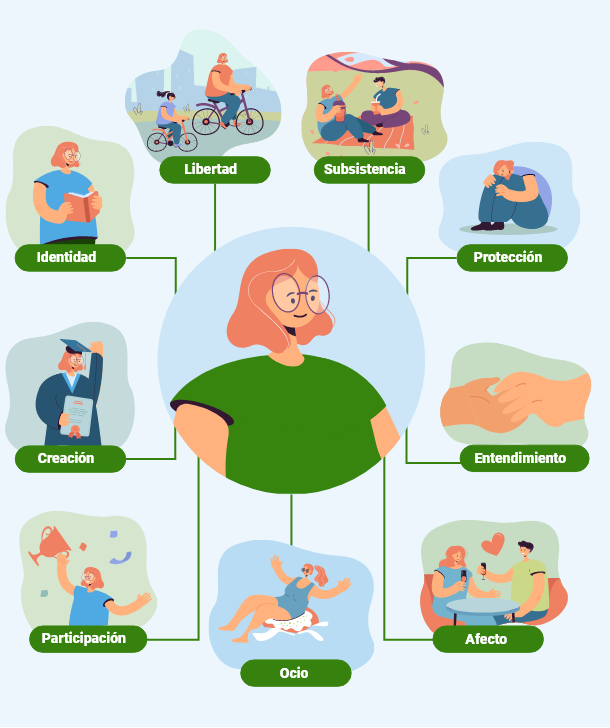 Libertad
Subsistencia
Identidad
Protección
Creación
Entendimiento
Participación
Afecto
Ocio